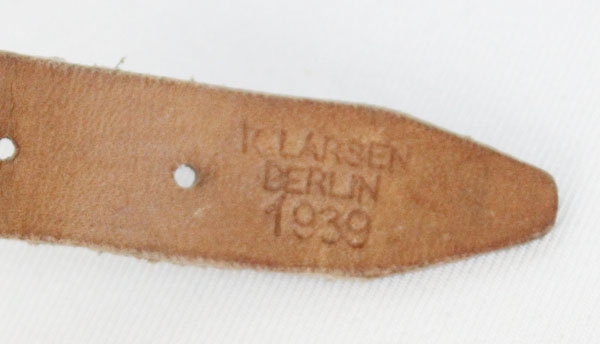 K. LARSEN
BERLIN
1939